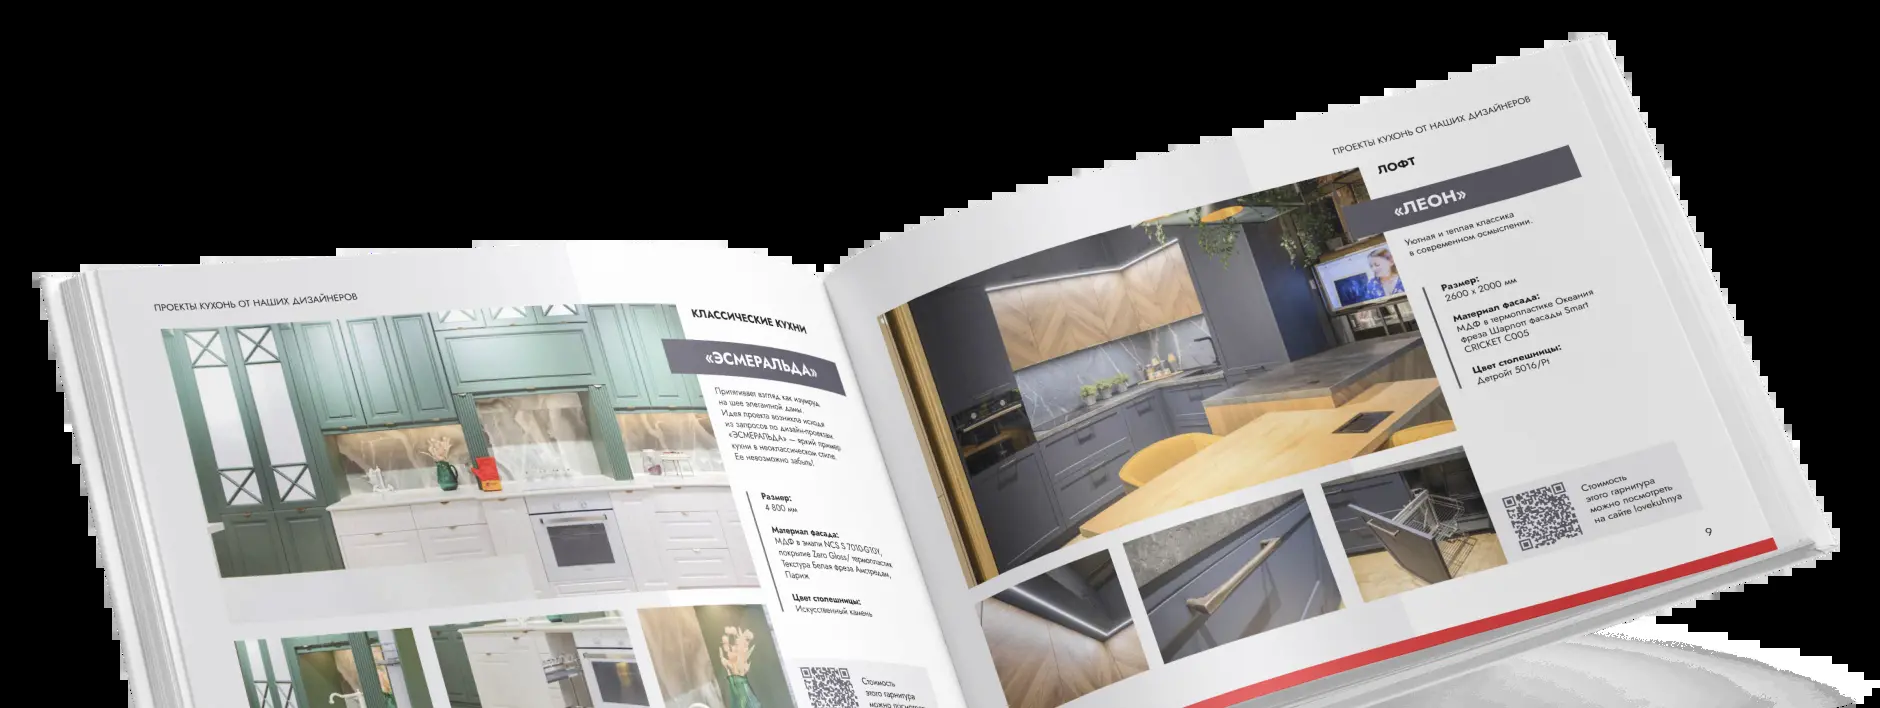 ПРОЕКТЫ КУХОНЬ ОТ НАШИХ ДИЗАЙНЕРОВ
КЛАССИЧЕСКИЕ КУХНИ
«ЭСМЕРАЛЬДА»
Притягивает взгляд как изумруд
на шее элегантной дамы.
Идея проекта возникла исходя
из запросов по дизайн-проектам.
«ЭСМЕРАЛЬДА» — яркий пример
кухни в неоклассическом стиле.
Ее невозможно забыть!
Размер:
4 800 мм
Материал фасада:
МДФ в эмали NCS S 7010-G10Y,
покрытие Zero Gloss/ термопластик
Текстура Белая фреза Амстердам,
Париж
Цвет столешницы:
Искусственный камень
Стоимость
этого гарнитура
можно посмотреть
ПРОЕКТЫ КУХОНЬ ОТ НАШИХ ДИЗАЙНЕРОВ
ЛОФТ
«ЛЕОН»
Уютная и теплая классика
в современном осмыслении.
Размер:
2600 x 2000 мм
Материал фасада:
МДФ в термопластике Океания
фреза Шарлотт фасады Smart
CRICKET C005
Цвет столешницы:
Детройт 5016/Pt
Стоимость
этого гарнитура
можно посмотреть
на сайте lovekuhnya
9